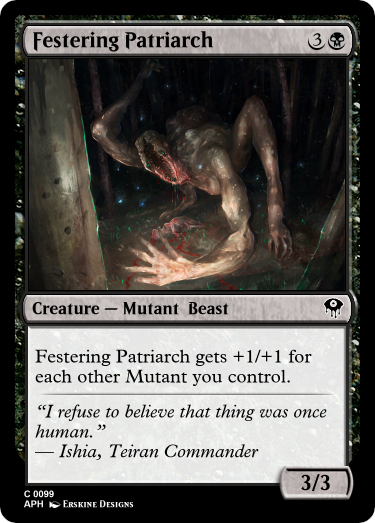 Festering Patriarch 3
Creature — Mutant Beast
Festering Patriarch gets +1/+1 for
each other Mutant you control.
“I refuse to believe that thing was once
human.”
— Ishia, Teiran Commander
3/3
C 0099
APH Erskine Designs